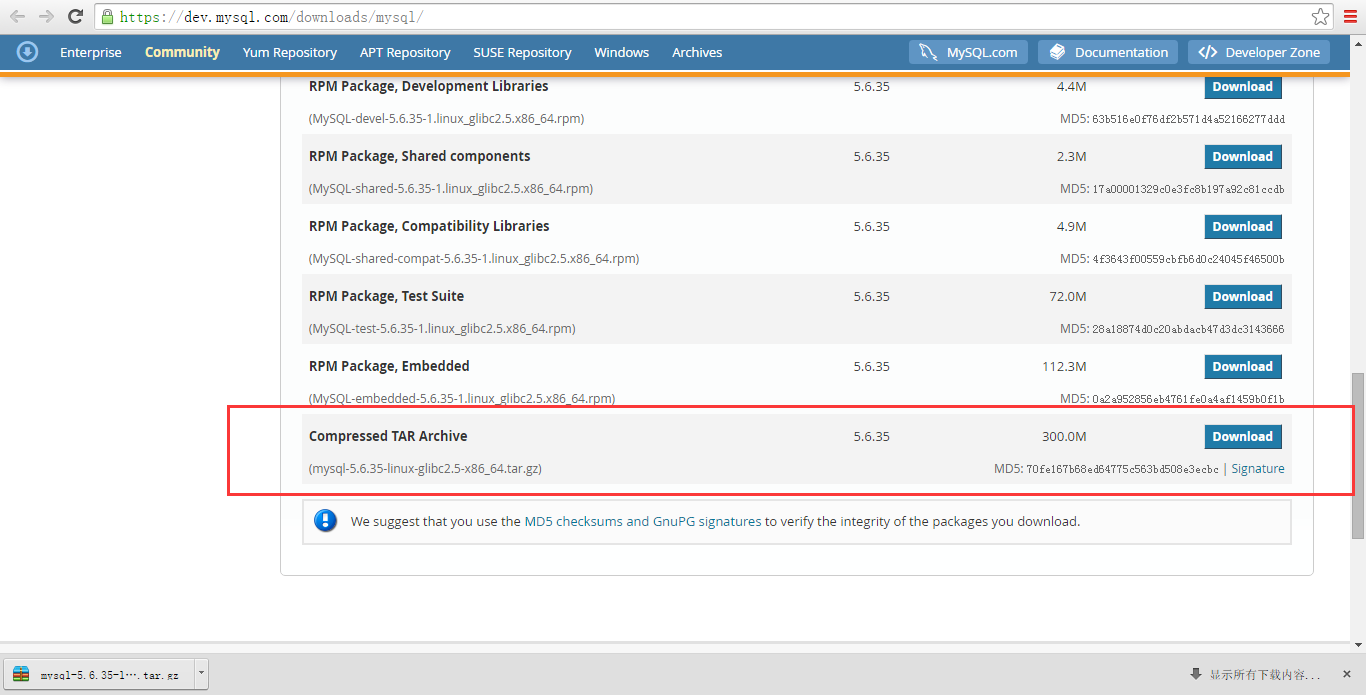 https://dev.mysql.com/downloads/mysql/
Enterprise Community Yum Repository APT Repository SUSE Repository Windows Archives MySQL.com Documentation Developer Zone
RPM Package, Development Libraries 5.6.35 4.4M Download
(MySQL-devel-5.6.35-1.linux_glibc2.5.x86_64.rpm) MD5: 63b516e0f76df2b571d4a52166277ddd
RPM Package, Shared components 5.6.35 2.3M Download
(MySQL-shared-5.6.35-1.linux_glibc2.5.x86_64.rpm) MD5: 17a00001329c0e3fc8b197a92c81ccdb
RPM Package, Compatibility Libraries 5.6.35 4.9M Download
(MySQL-shared-compat-5.6.35-1.linux_glibc2.5.x86_64.rpm) MD5: 4f3643f00559cbfb6d0c24045f46500b
RPM Package, Test Suite 5.6.35 72.0M Download
(MySQL-test-5.6.35-1.linux_glibc2.5.x86_64.rpm) MD5: 28a18874d0c20abdacb47d3dc3143666
RPM Package, Embedded 5.6.35 112.3M Download
(MySQL-embedded-5.6.35-1.linux_glibc2.5.x86_64.rpm) MD5: 0a2a952856eb4761fe0a4af1459b0f1b
Compressed TAR Archive 5.6.35 300.0M Download
(mysql-5.6.35-linux-glibc2.5-x86_64.tar.gz) MD5: 70fe167b68ed64775c563bd508e3ecbc | Signature
We suggest that you use the MD5 checksums and GnuPG signatures to verify the integrity of the packages you download.
mysql-5.6.35-l….tar.gz 显示所有下载内容...